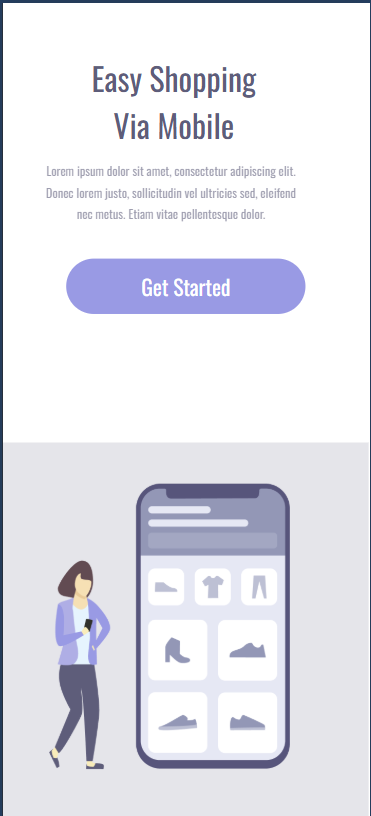 Easy Shopping
Via Mobile
Lorem ipsum dolor sit amet, consectetur adipiscing elit.
Donec lorem justo, sollicitudin vel ultricies sed, eleifend
nec metus. Etiam vitae pellentesque dolor.
Get Started